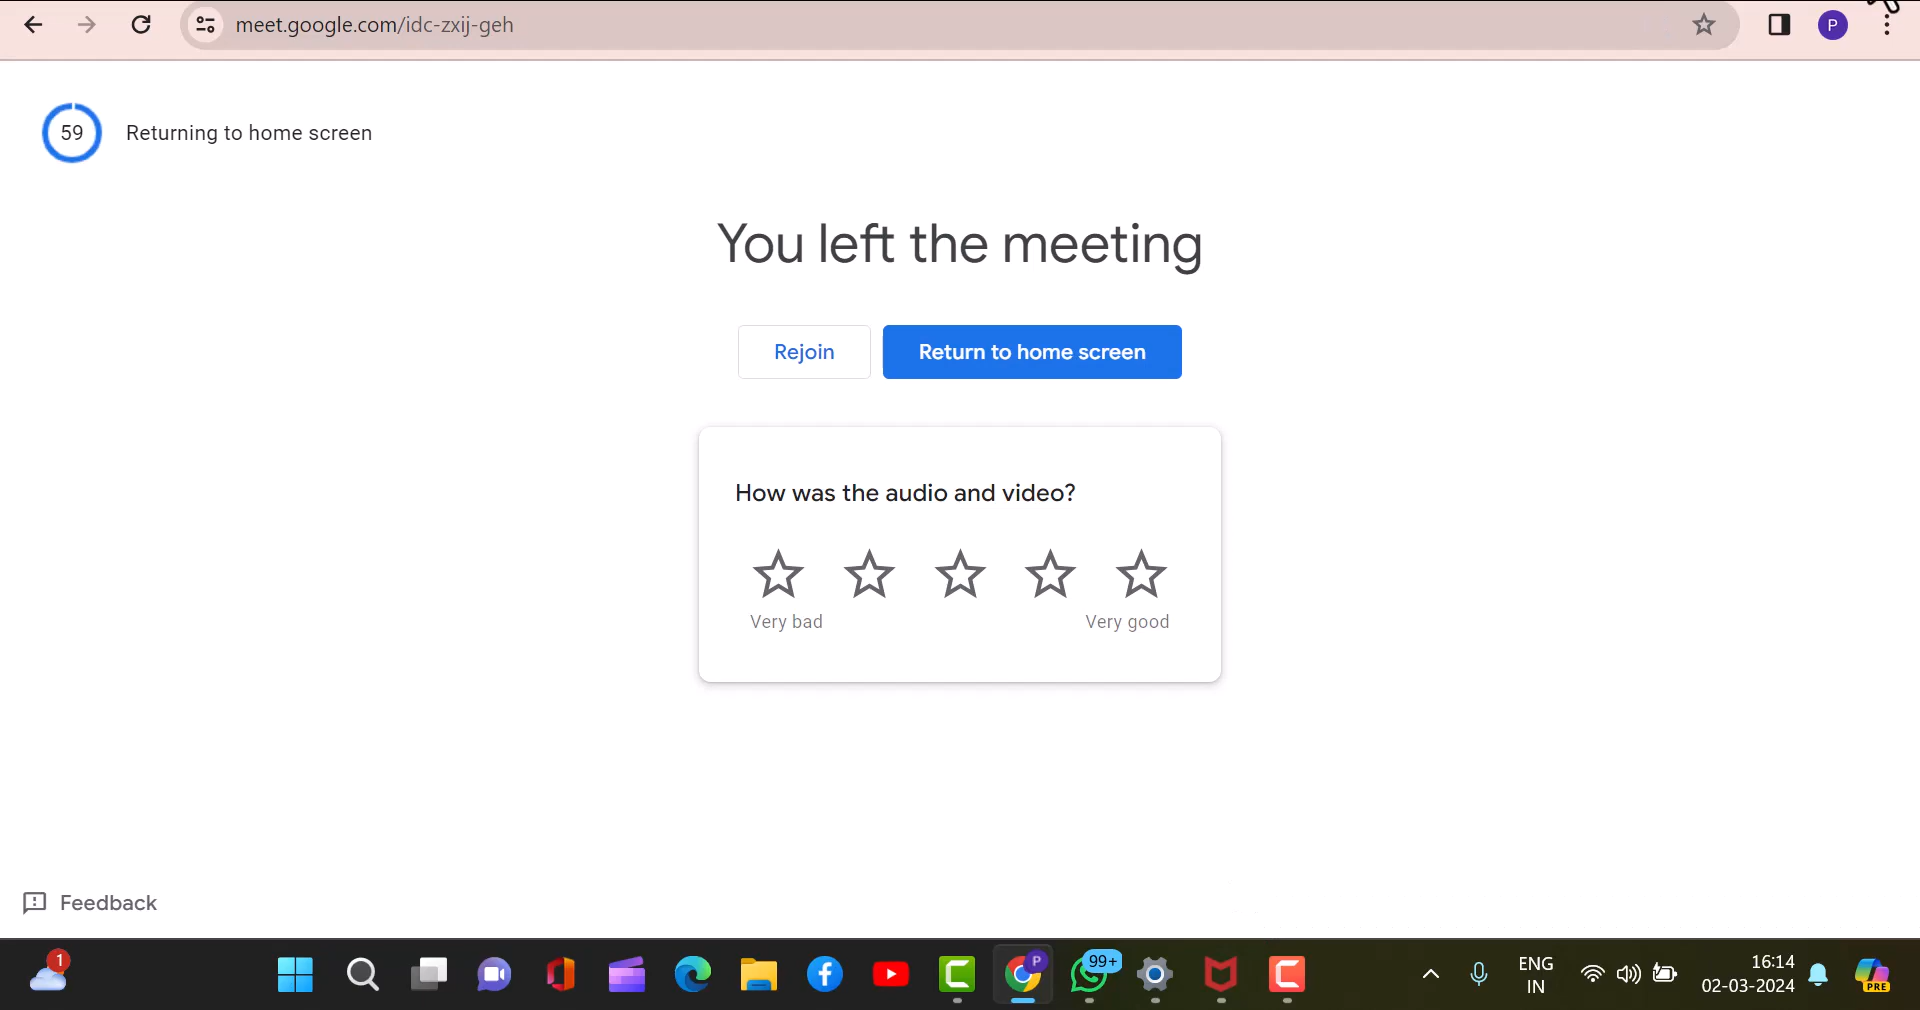 meet.google.com/idc-zxij-geh
P
59
Returning to home screen
You left the meeting
Rejoin
Return to home screen
How was the audio and video?
Very bad
Very good
Feedback
1
P
99+
ENG
IN
16:14
02-03-2024
PRE